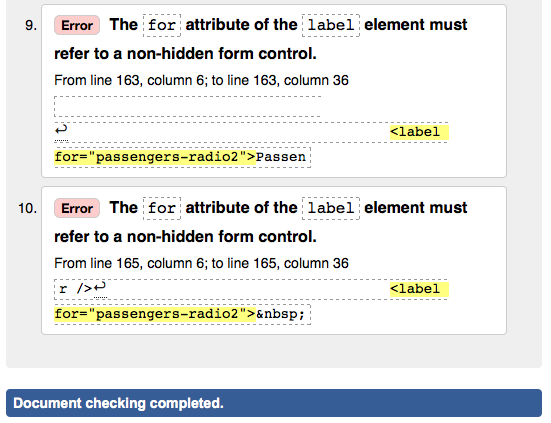 9. Error The for attribute of the label element must
refer to a non-hidden form control.
From line 163, column 6; to line 163, column 36
↩ <label
for="passengers-radio2">Passen
10. Error The for attribute of the label element must
refer to a non-hidden form control.
From line 165, column 6; to line 165, column 36
r />↩ <label
for="passengers-radio2">&nbsp;
Document checking completed.